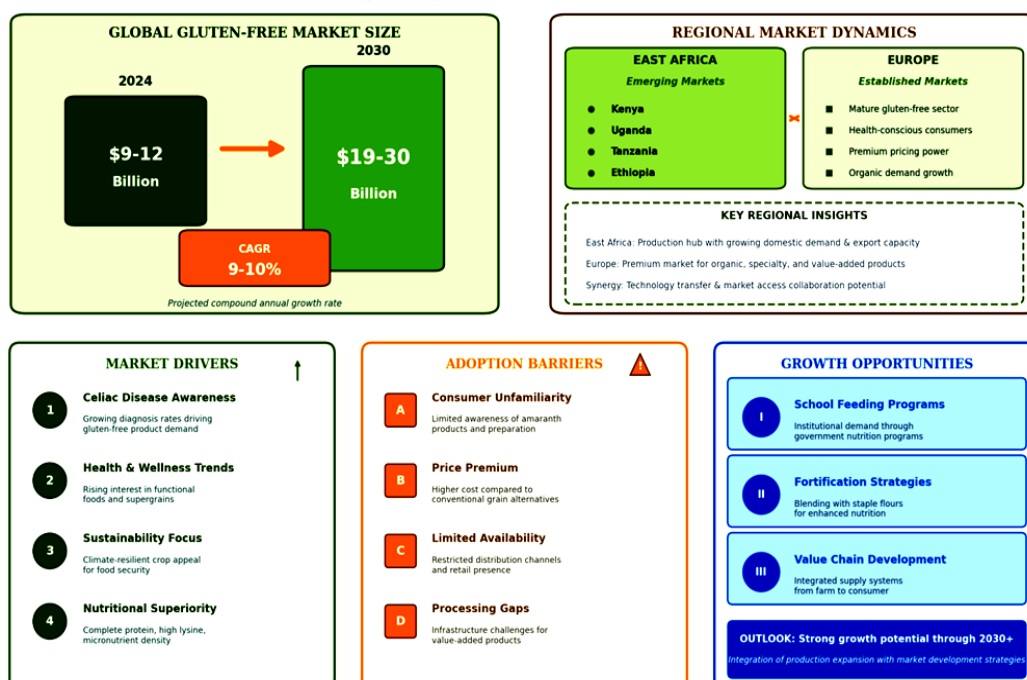 GLOBAL GLUTEN-FREE MARKET SIZE
2024
2030
$9-12
Billion
$19-30
Billion
CAGR
9-10%
Projected compound annual growth rate
REGIONAL MARKET DYNAMICS
EAST AFRICA
Emerging Markets
● Kenya
● Uganda
● Tanzania
● Ethiopia
EUROPE
Established Markets
■ Mature gluten-free sector
■ Health-conscious consumers
■ Premium pricing power
■ Organic demand growth
KEY REGIONAL INSIGHTS
East Africa: Production hub with growing domestic demand & export capacity
Europe: Premium market for organic, specialty, and value-added products
Synergy: Technology transfer & market access collaboration potential
MARKET DRIVERS
1
Celiac Disease Awareness
Growing diagnosis rates driving
gluten-free product demand
2
Health & Wellness Trends
Rising interest in functional
foods and supergrains
3
Sustainability Focus
Climate-resilient crop appeal
for food security
4
Nutritional Superiority
Complete protein, high lysine,
micronutrient density
ADOPTION BARRIERS
!
A
Consumer Unfamiliarity
Limited awareness of amaranth
products and preparation
B
Price Premium
Higher cost compared to
conventional grain alternatives
C
Limited Availability
Restricted distribution channels
and retail presence
D
Processing Gaps
Infrastructure challenges for
value-added products
GROWTH OPPORTUNITIES
I
School Feeding Programs
Institutional demand through
government nutrition programs
II
Fortification Strategies
Blending with staple flours
for enhanced nutrition
III
Value Chain Development
Integrated supply systems
from farm to consumer
OUTLOOK: Strong growth potential through 2030+
Integration of production expansion with market development strategies